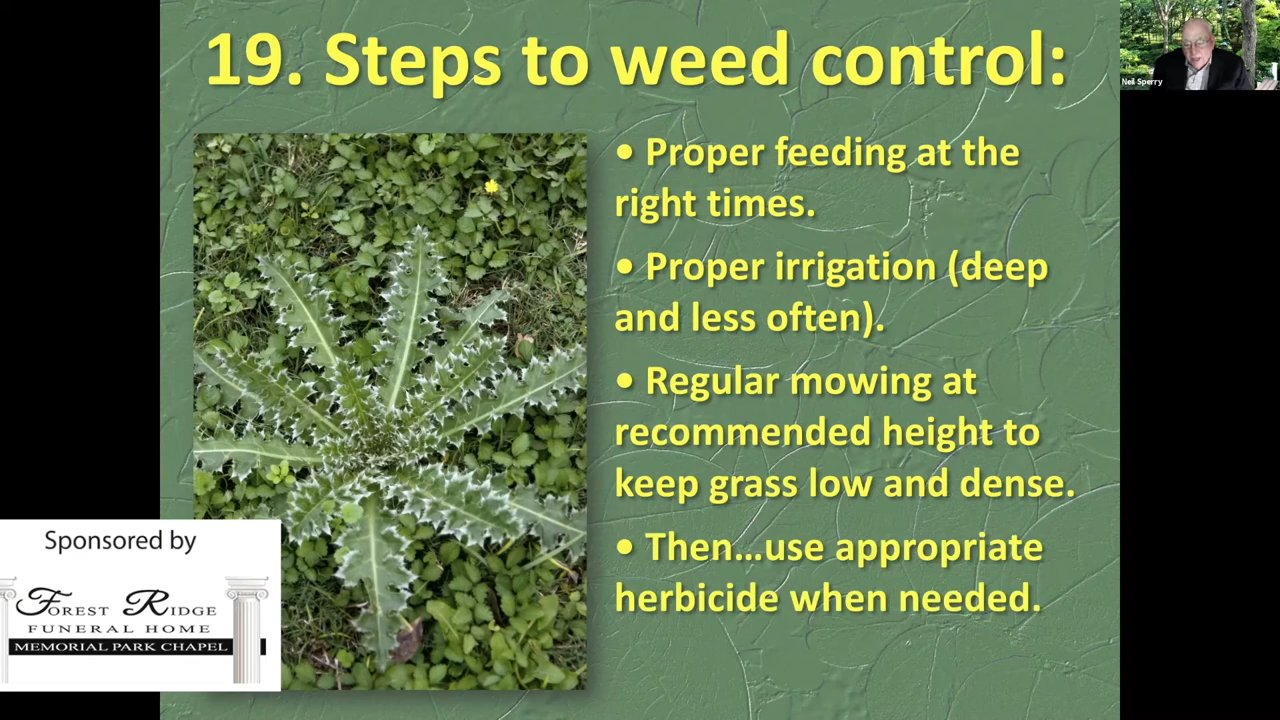 19. Steps to weed control:
Neil Sperry
• Proper feeding at the
right times.
• Proper irrigation (deep
and less often).
• Regular mowing at
recommended height to
keep grass low and dense.
• Then...use appropriate
herbicide when needed.
Sponsored by
FOREST RIDGE
FUNERAL HOME
MEMORIAL PARK CHAPEL